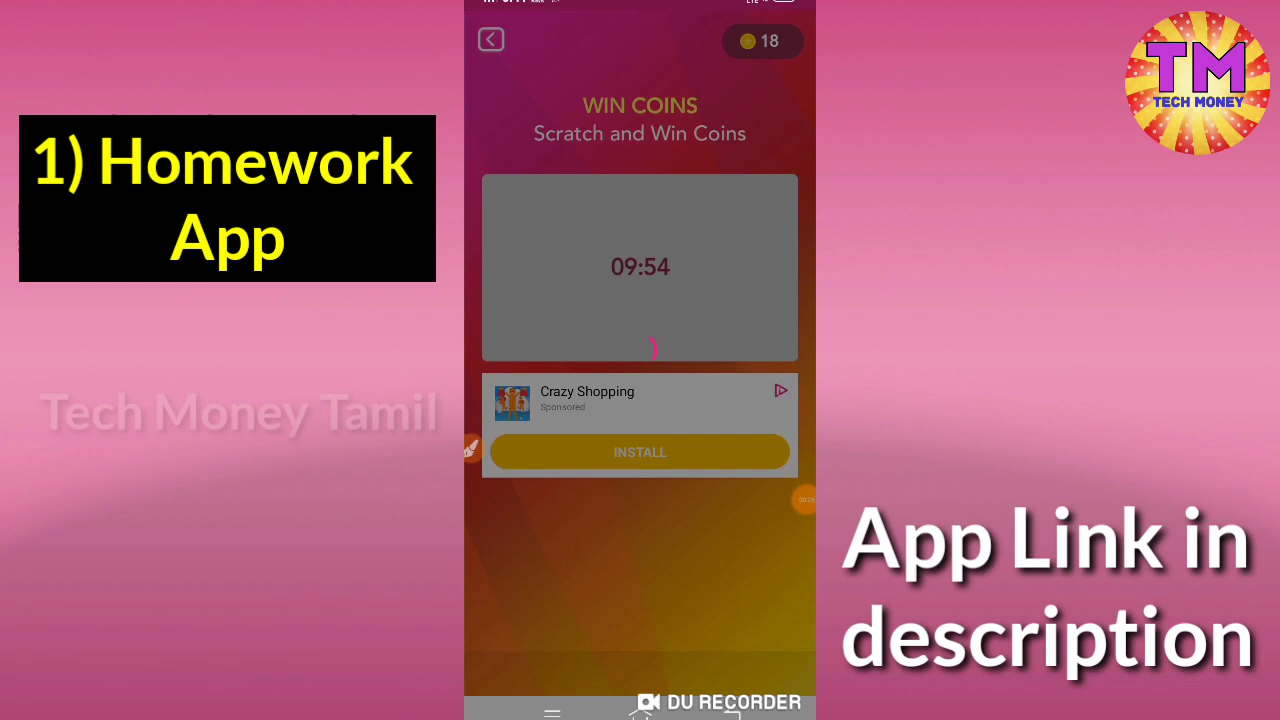 18
TM
TECH MONEY
WIN COINS
Scratch and Win Coins
1) Homework
App
09:54
Crazy Shopping
Sponsored
Tech Money Tamil
INSTALL
App Link in
description
DU RECORDER